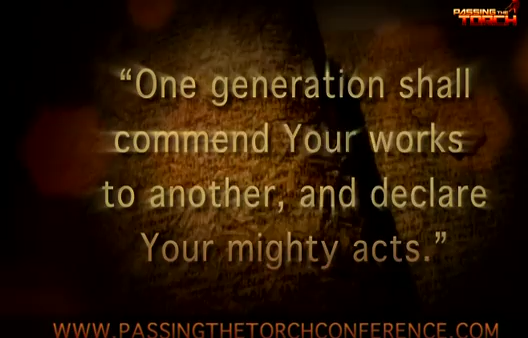 PASSING THE
TORCH
“One generation shall
commend Your works
to another, and declare
Your mighty acts.”
WWW.PASSINGTHETORCHCONFERENCE.COM